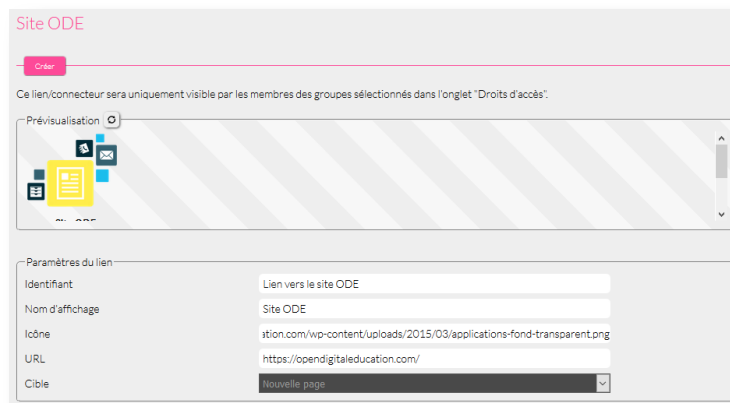 Site ODE
Créer
Ce lien/connecteur sera uniquement visible par les membres des groupes sélectionnés dans l'onglet "Droits d'accès".
Prévisualisation
Site ODE
Paramètres du lien
Identifiant Lien vers le site ODE
Nom d'affichage Site ODE
Icône ation.com/wp-content/uploads/2015/03/applications-fond-transparent.png
URL https://opendigitaleducation.com/
Cible Nouvelle page